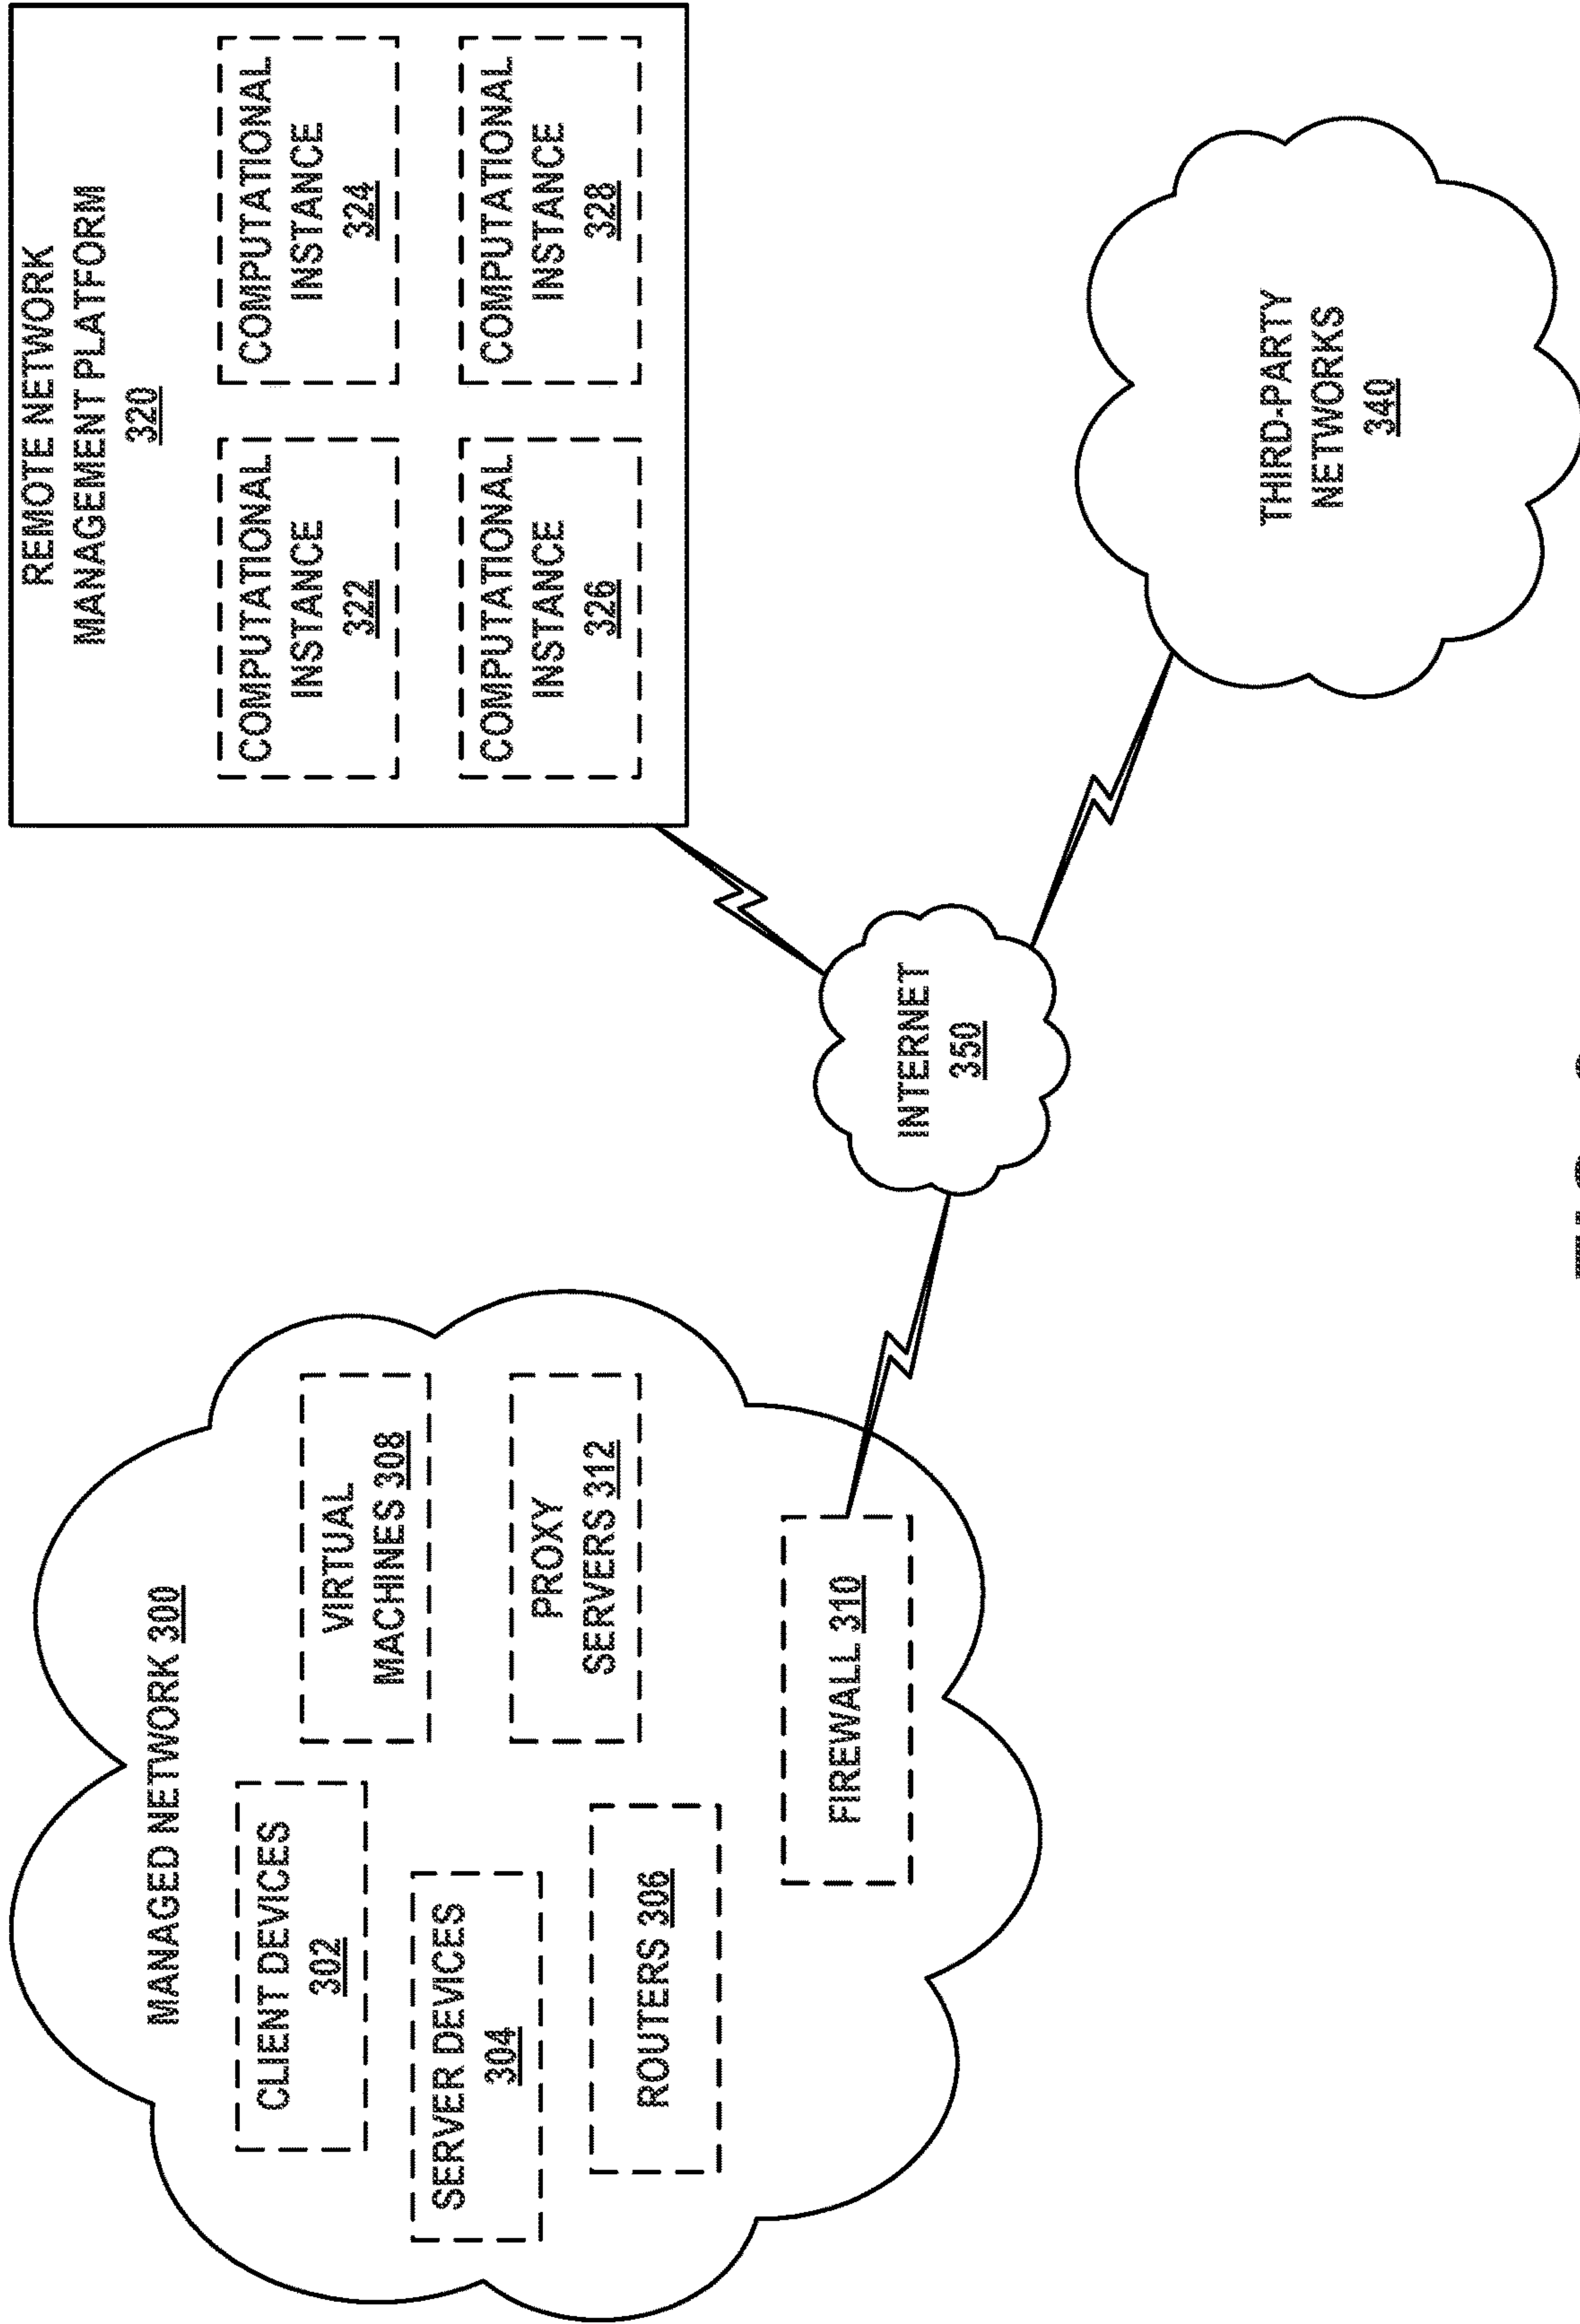 MANAGED NETWORK 300
CLIENT DEVICES
302
VIRTUAL
MACHINES 308
SERVER DEVICES
304
PROXY
SERVERS 312
ROUTERS 306
FIREWALL 310
INTERNET
350
REMOTE NETWORK
MANAGEMENT PLATFORM
320
COMPUTATIONAL
INSTANCE
322
COMPUTATIONAL
INSTANCE
324
COMPUTATIONAL
INSTANCE
326
COMPUTATIONAL
INSTANCE
328
THIRD-PARTY
NETWORKS
340